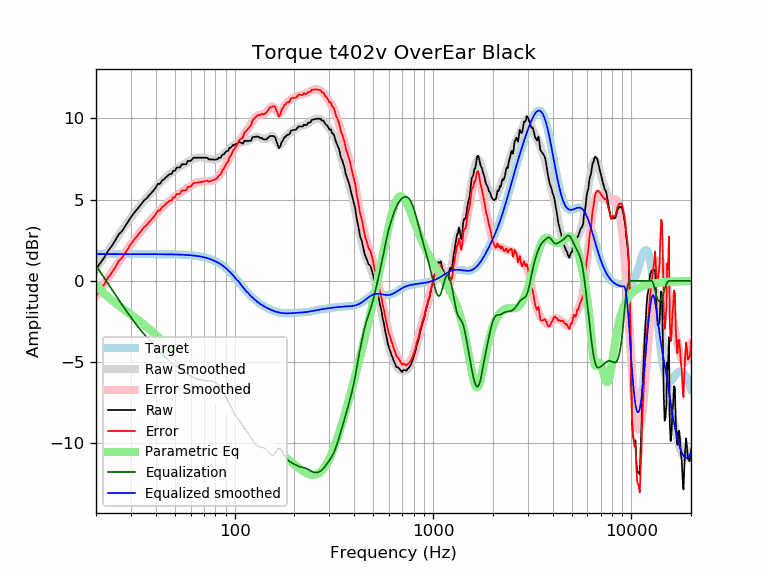 Torque t402v OverEar Black
Amplitude (dBr)
10
5
0
−5
−10
Target
Raw Smoothed
Error Smoothed
Raw
Error
Parametric Eq
Equalization
Equalized smoothed
100
1000
10000
Frequency (Hz)